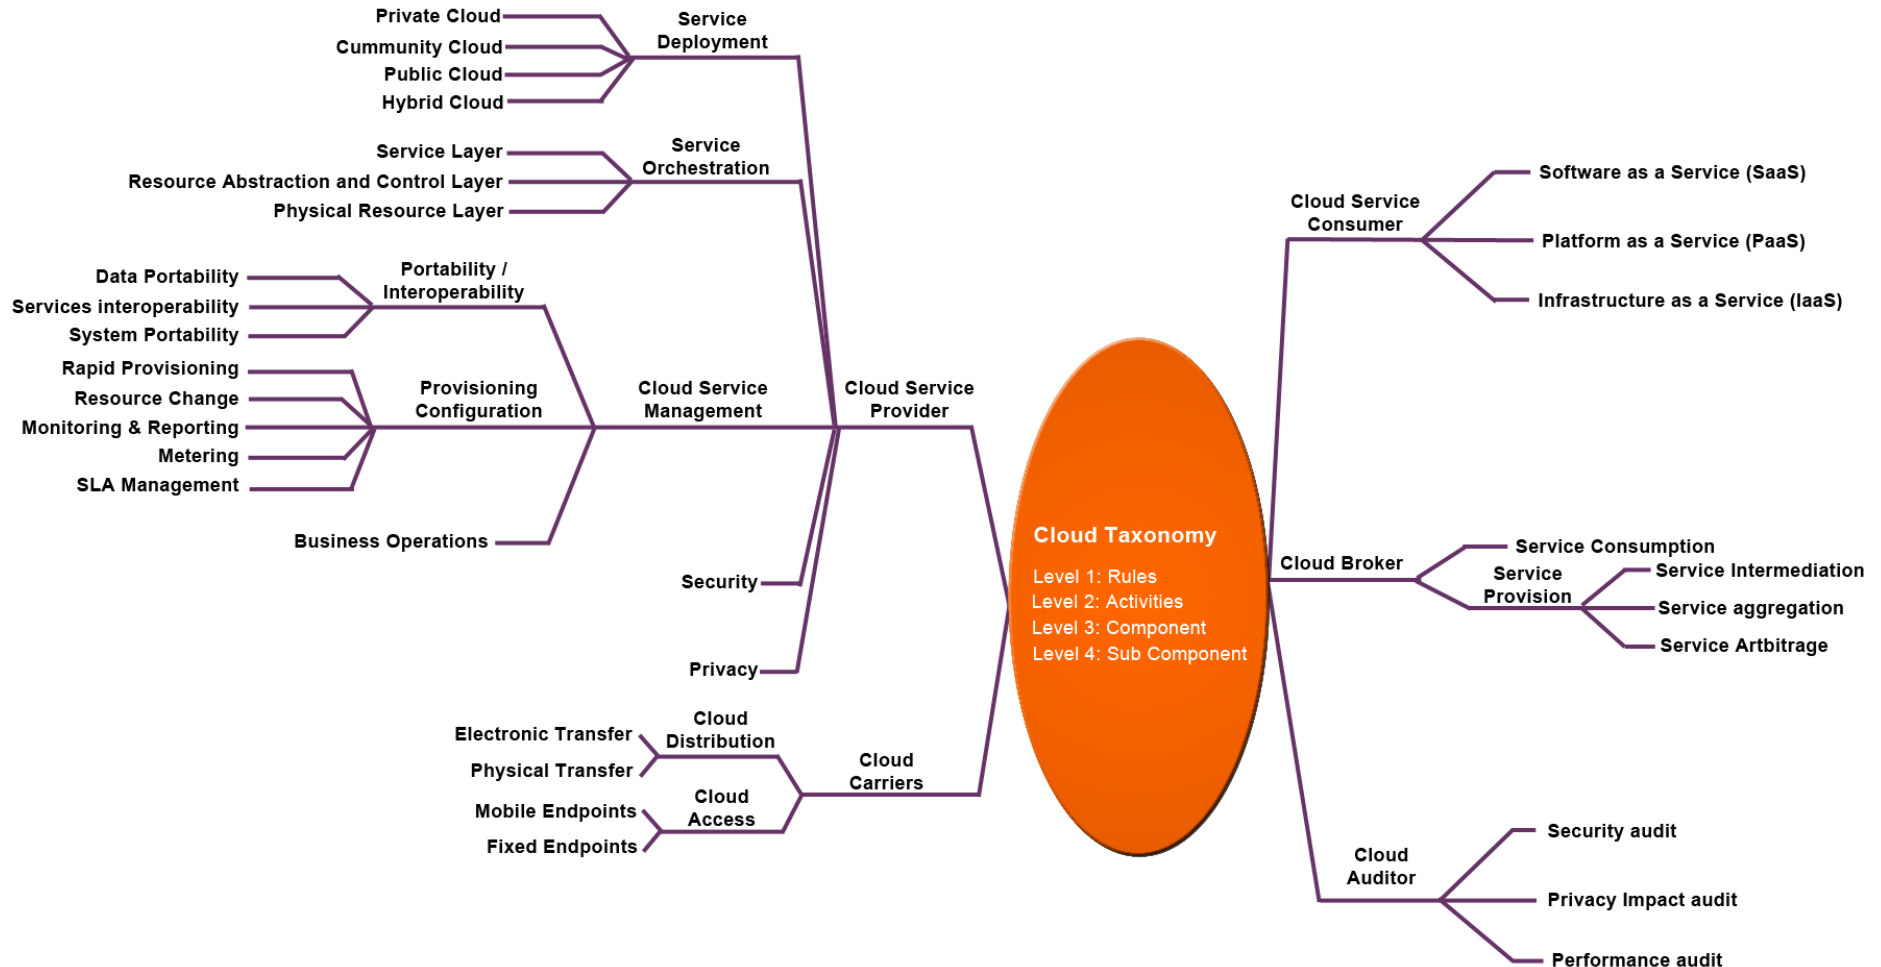 Private Cloud
Cummunity Cloud
Public Cloud
Hybrid Cloud
Service
Deployment
Service Layer
Resource Abstraction and Control Layer
Physical Resource Layer
Service
Orchestration
Data Portability
Services interoperability
System Portability
Portability /
Interoperability
Rapid Provisioning
Resource Change
Monitoring & Reporting
Metering
SLA Management
Provisioning
Configuration
Business Operations
Cloud Service
Management
Security
Privacy
Cloud Service
Provider
Electronic Transfer
Physical Transfer
Cloud
Distribution
Mobile Endpoints
Fixed Endpoints
Cloud
Access
Cloud
Carriers
Cloud Taxonomy
Level 1: Rules
Level 2: Activities
Level 3: Component
Level 4: Sub Component
Cloud Service
Consumer
Software as a Service (SaaS)
Platform as a Service (PaaS)
Infrastructure as a Service (IaaS)
Cloud Broker
Service Consumption
Service
Provision
Service Intermediation
Service aggregation
Service Artbitrage
Cloud
Auditor
Security audit
Privacy Impact audit
Performance audit